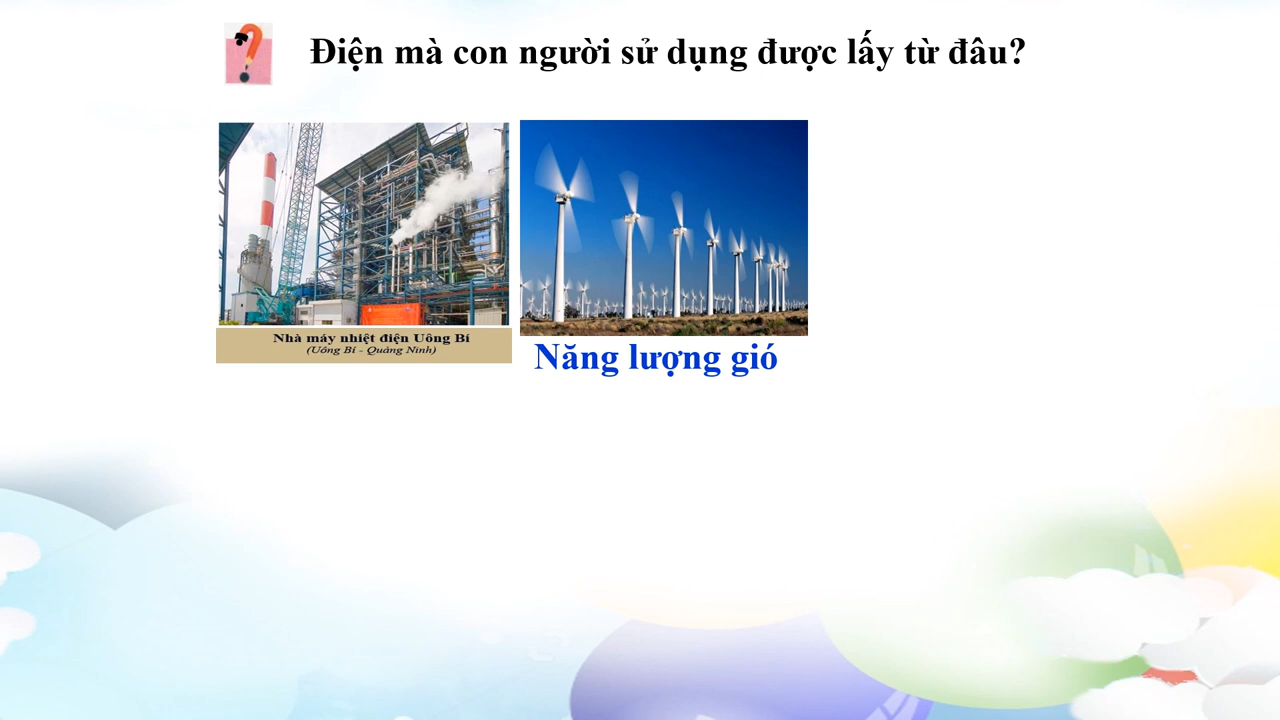 Điện mà con người sử dụng được lấy từ đâu?
Nhà máy nhiệt điện Uông Bí
(Uông Bí - Quảng Ninh)
Năng lượng gió